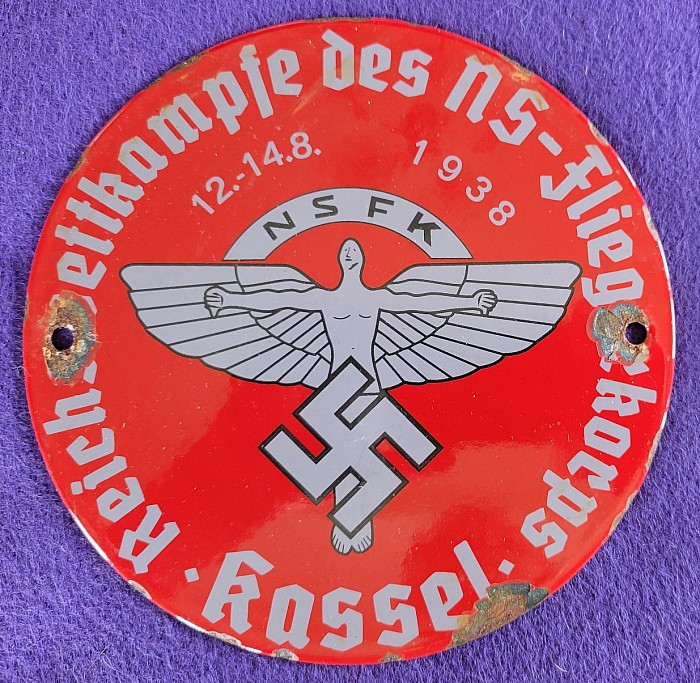 Reich ettkampfe des NS-Flieg korps
· Kassel ·
12.-14.8. 1938
NSFK